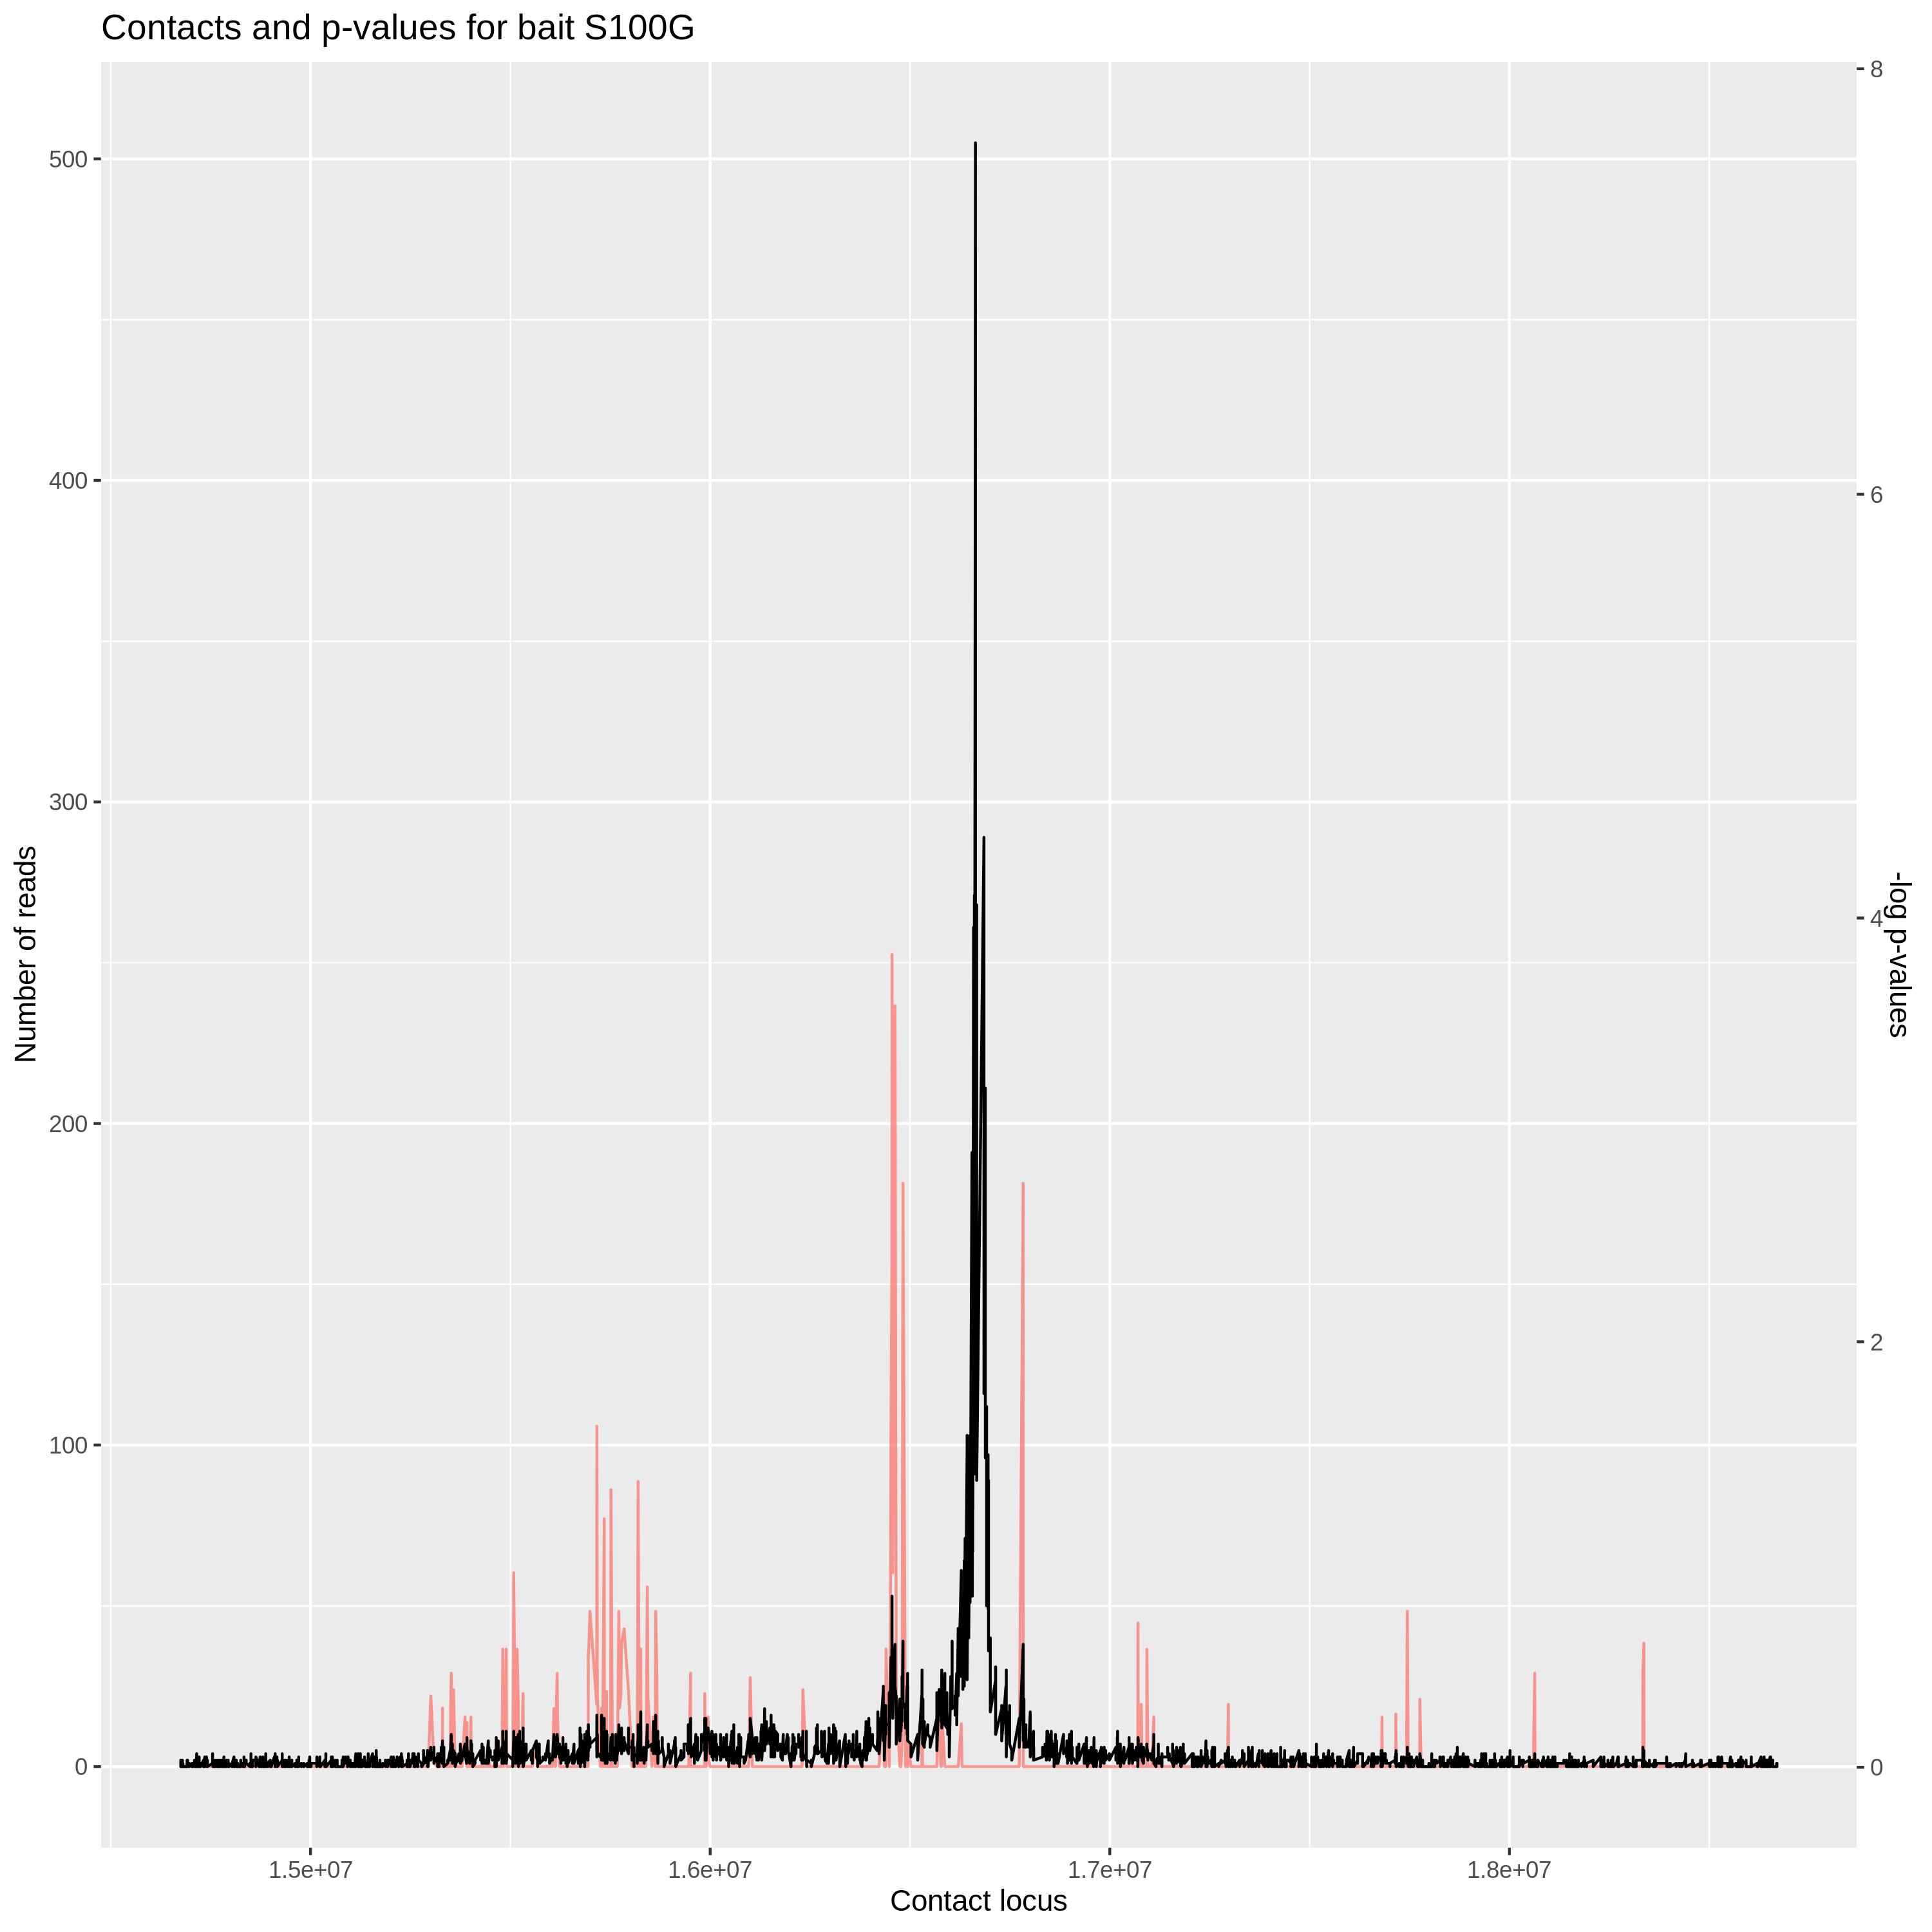 Contacts and p-values for bait S100G
Number of reads
500
400
300
200
100
0
8
6
4
2
0
-log p-values
1.5e+07
1.6e+07
1.7e+07
1.8e+07
Contact locus